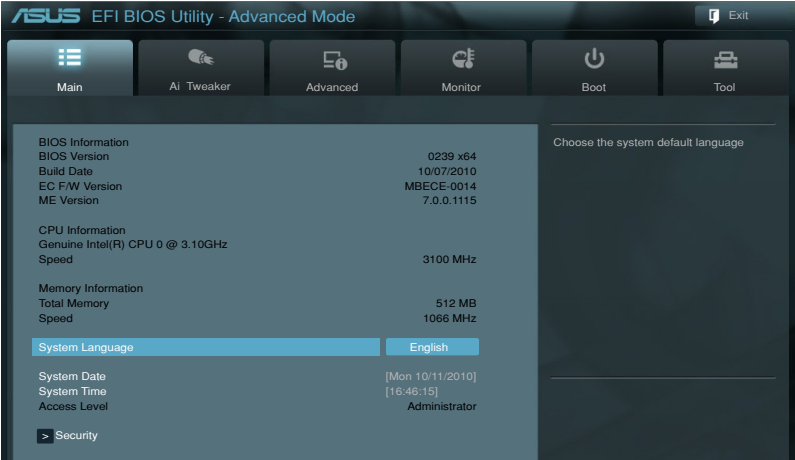 ASUS EFI BIOS Utility - Advanced Mode
Exit
Main
Ai Tweaker
Advanced
Monitor
Boot
Tool
BIOS Information
BIOS Version 0239 x64
Build Date 10/07/2010
EC F/W Version MBECE-0014
ME Version 7.0.0.1115
CPU Information
Genuine Intel(R) CPU 0 @ 3.10GHz
Speed 3100 MHz
Memory Information
Total Memory 512 MB
Speed 1066 MHz
System Language English
System Date [Mon 10/11/2010]
System Time [16:46:15]
Access Level Administrator
> Security
Choose the system default language